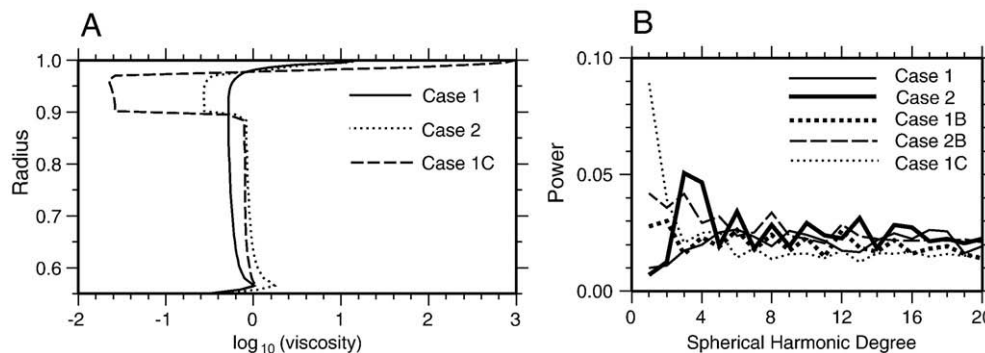 A
Radius
1.0
0.9
0.8
0.7
0.6
-2 -1 0 1 2 3
log10 (viscosity)
Case 1
Case 2
Case 1C
B
Power
0.10
0.05
0.00
0 4 8 12 16 20
Spherical Harmonic Degree
Case 1
Case 2
Case 1B
Case 2B
Case 1C